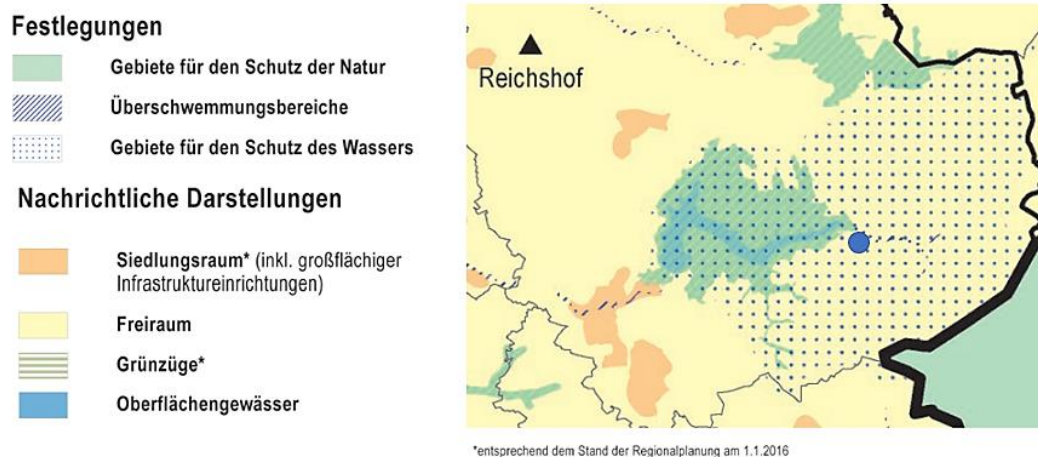 Festlegungen
Gebiete für den Schutz der Natur
Überschwemmungsbereiche
Gebiete für den Schutz des Wassers
Nachrichtliche Darstellungen
Siedlungsraum* (inkl. großflächiger
Infrastruktureinrichtungen)
Freiraum
Grünzüge*
Oberflächengewässer
Reichshof
*entsprechend dem Stand der Regionalplanung am 1.1.2016